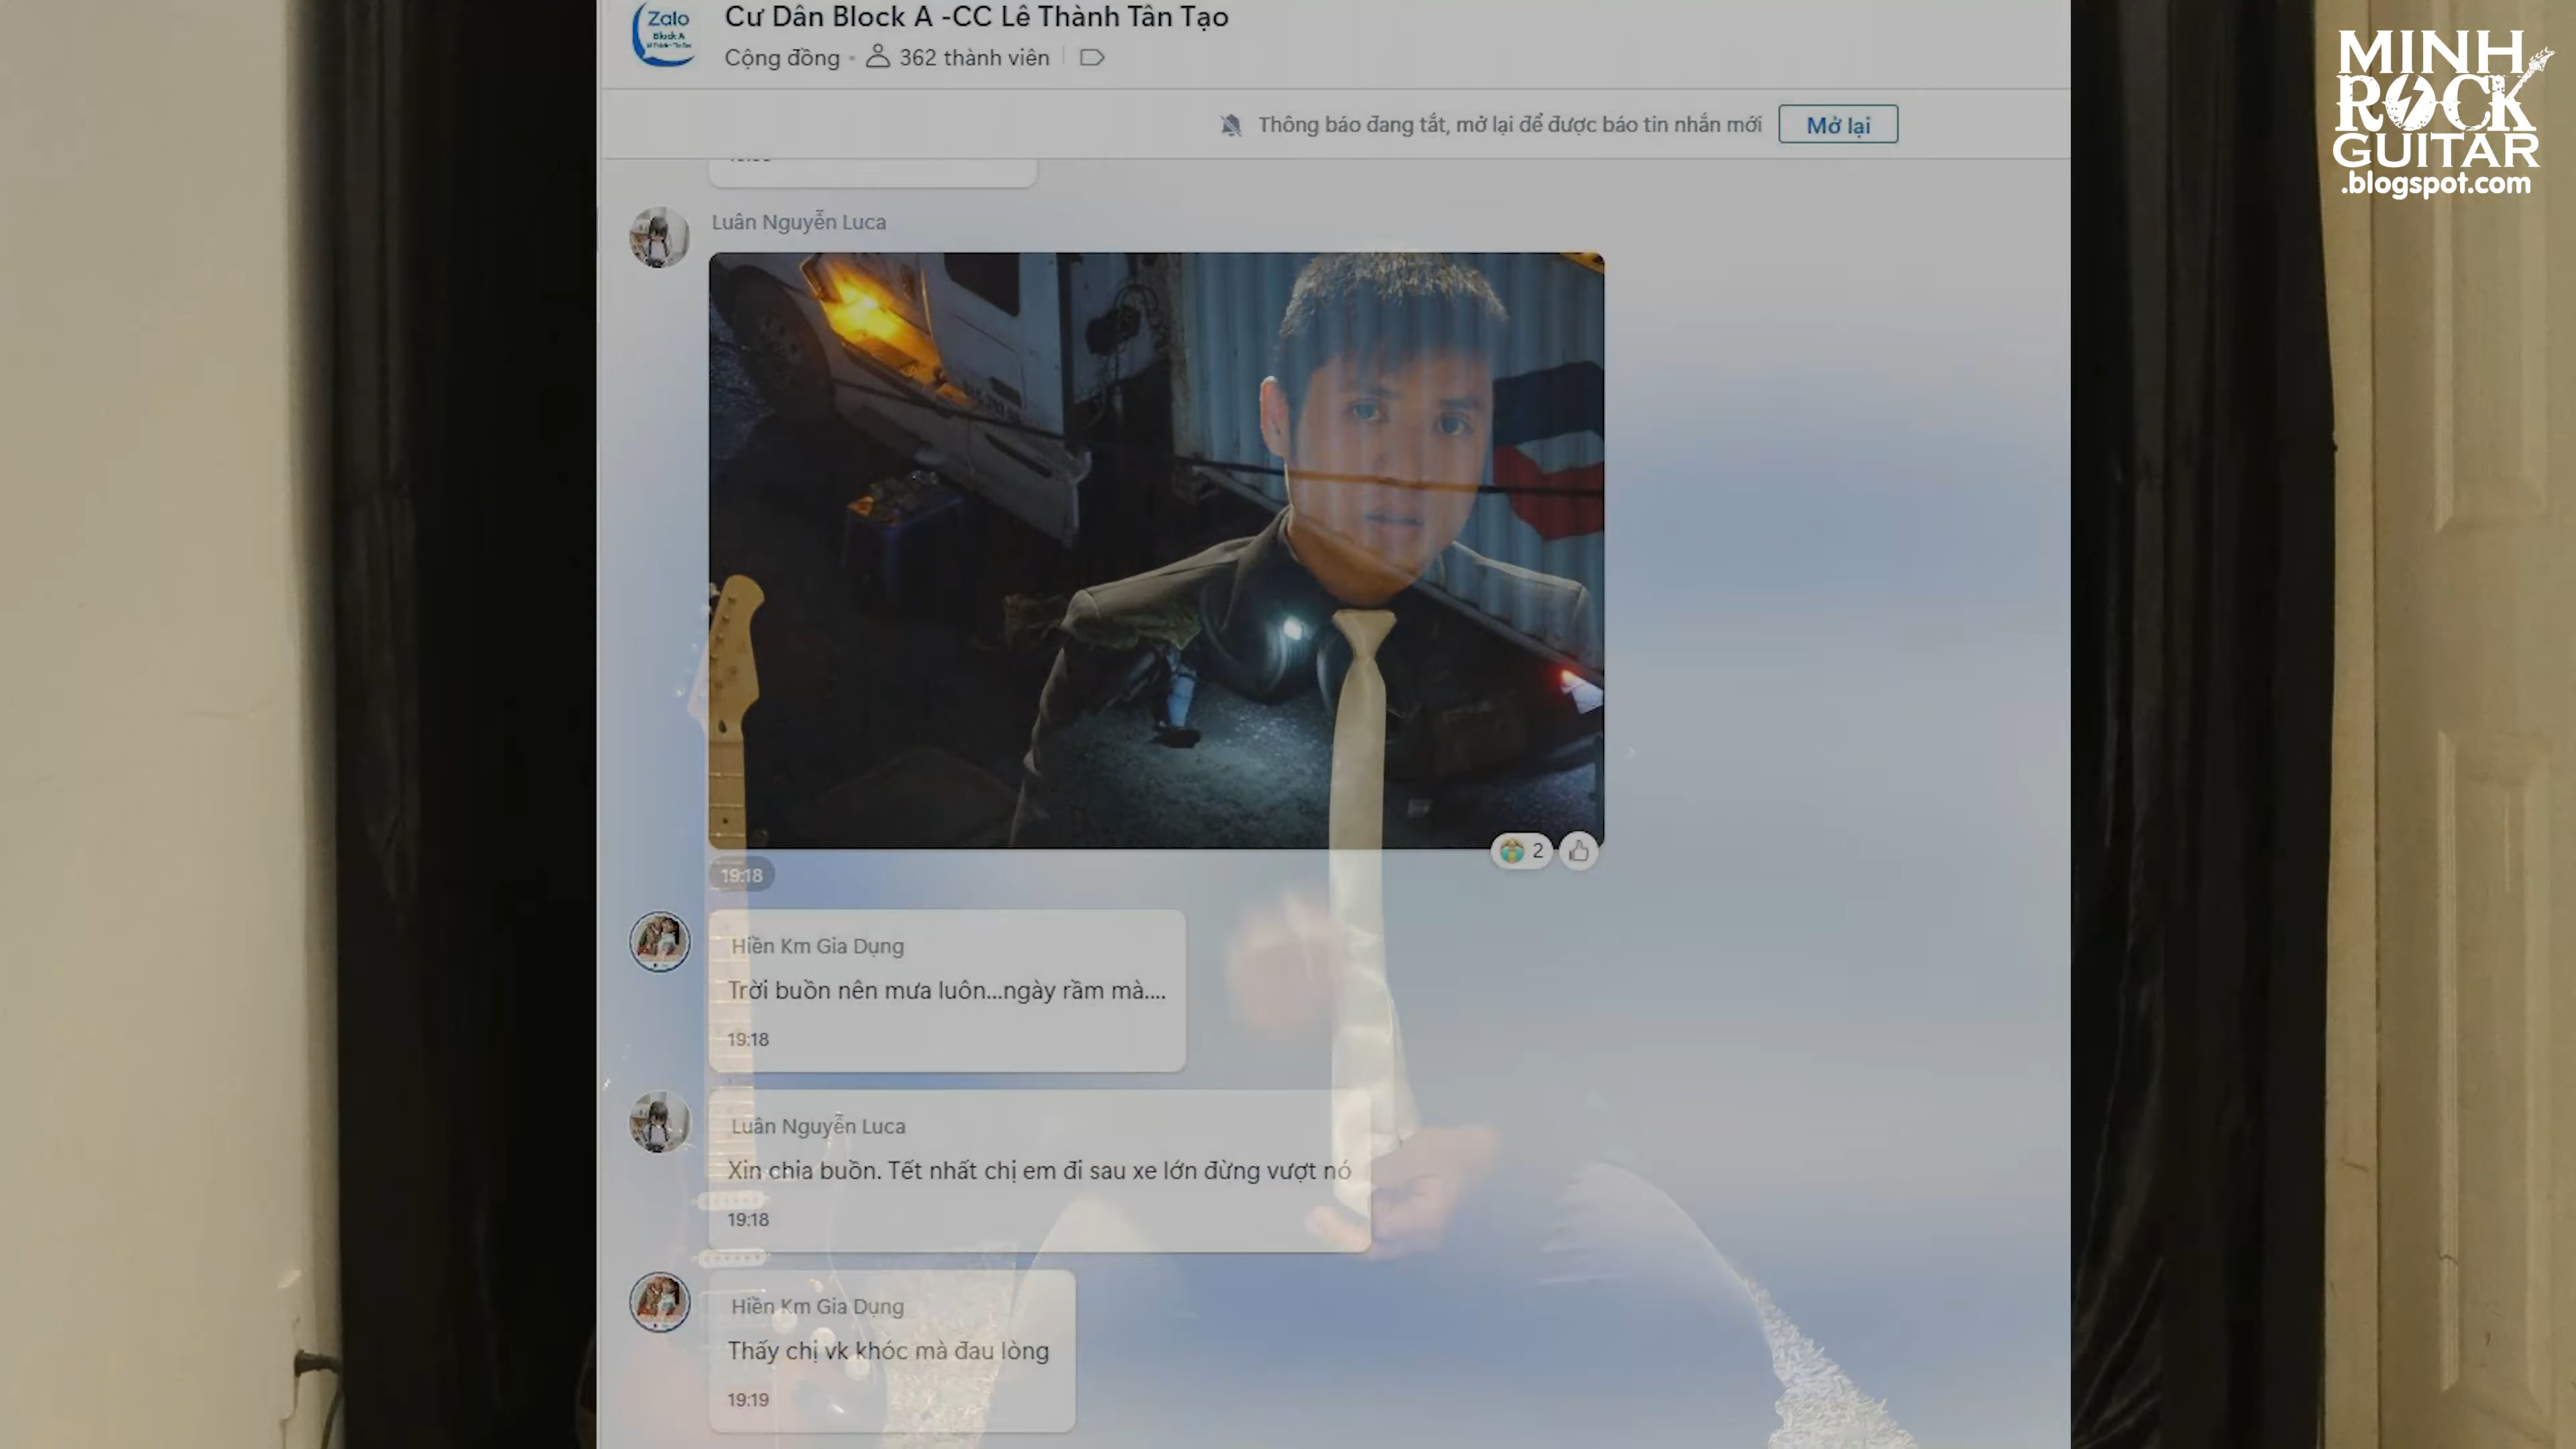 Zalo
Block A
Cư Dân Block A -CC Lê Thành Tân Tạo
Cộng đồng
362 thành viên
Thông báo đang tắt, mở lại để được báo tin nhắn mới
Mở lại
MINH
ROCK
GUITAR
.blogspot.com
Luân Nguyễn Luca
2
19:18
Hiền Km Gia Dụng
Trời buồn nên mưa luôn...ngày rằm mà....
19:18
Luân Nguyễn Luca
Xin chia buồn. Tết nhất chị em đi sau xe lớn đừng vượt nó
19:18
Hiền Km Gia Dụng
Thấy chị vk khóc mà đau lòng
19:19